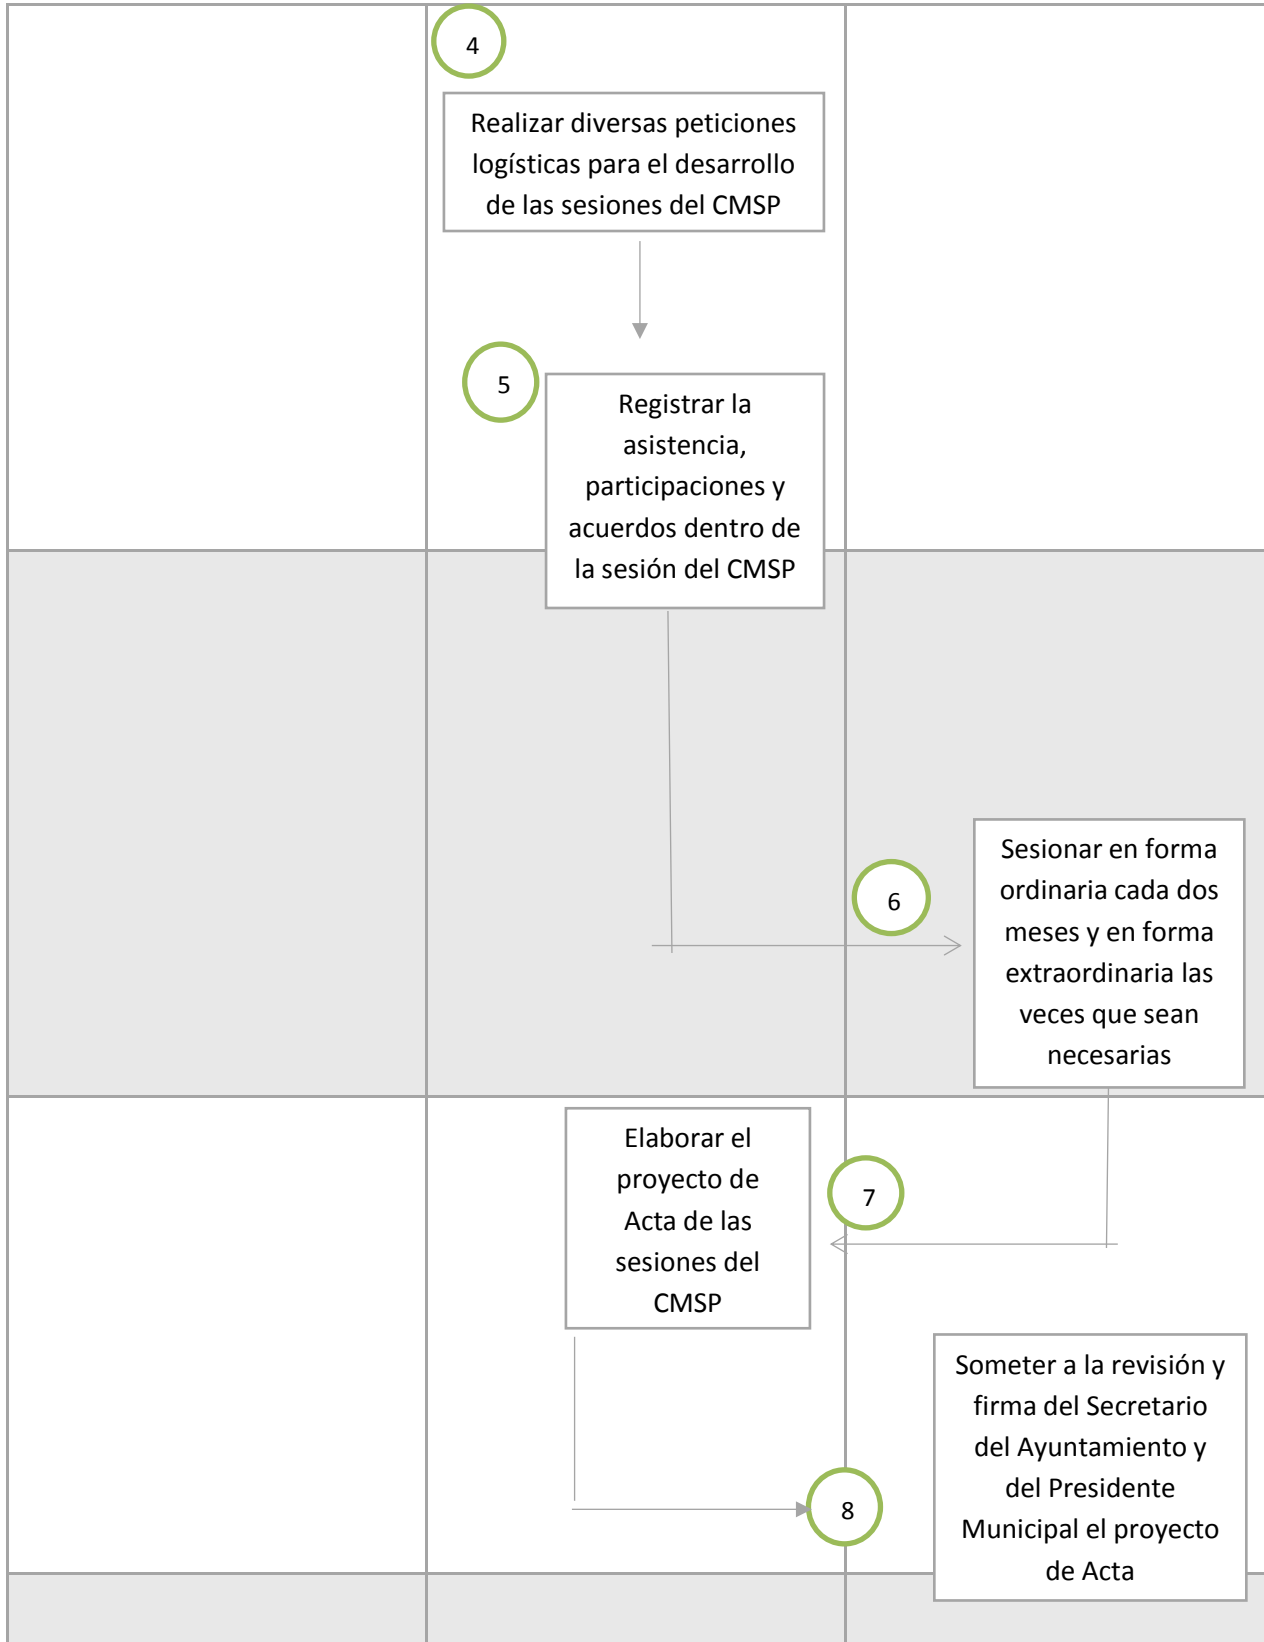 4
Realizar diversas peticiones
logísticas para el desarrollo
de las sesiones del CMSP
5
Registrar la
asistencia,
participaciones y
acuerdos dentro de
la sesión del CMSP
6
Sesionar en forma
ordinaria cada dos
meses y en forma
extraordinaria las
veces que sean
necesarias
7
Elaborar el
proyecto de
Acta de las
sesiones del
CMSP
8
Someter a la revisión y
firma del Secretario
del Ayuntamiento y
del Presidente
Municipal el proyecto
de Acta